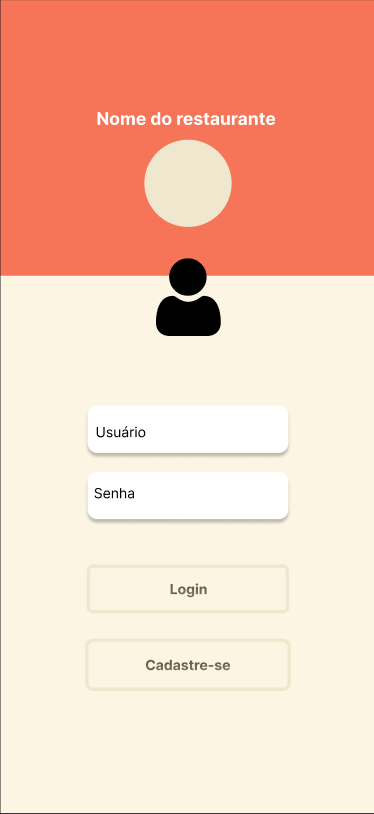 Nome do restaurante
Usuário
Senha
Login
Cadastre-se